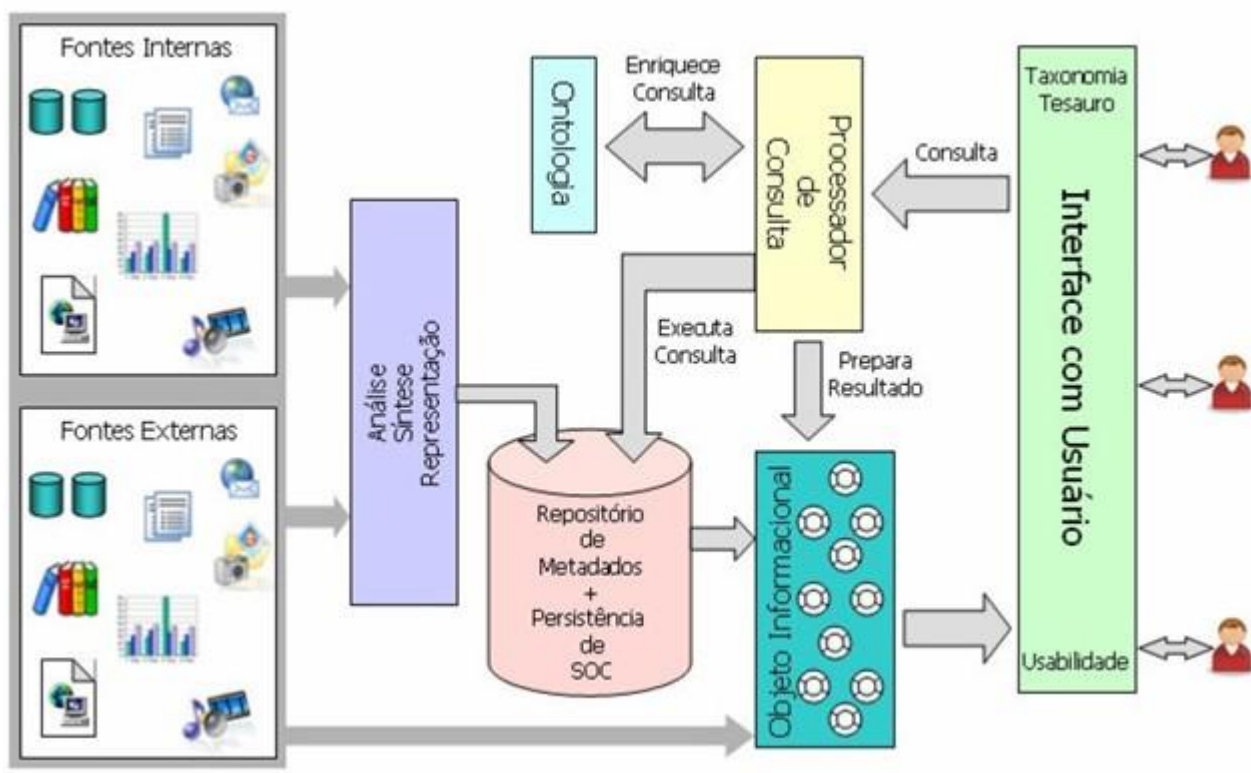 Fontes Internas
Fontes Externas
Análise
Síntese
Representação
Ontologia
Enriquece
Consulta
Processador
de
Consulta
Consulta
Executa
Consulta
Prepara
Resultado
Repositório
de
Metadados
+
Persistência
de
SOC
Objeto Informacional
Taxonomia
Tesauro
Interface com Usuário
Usabilidade